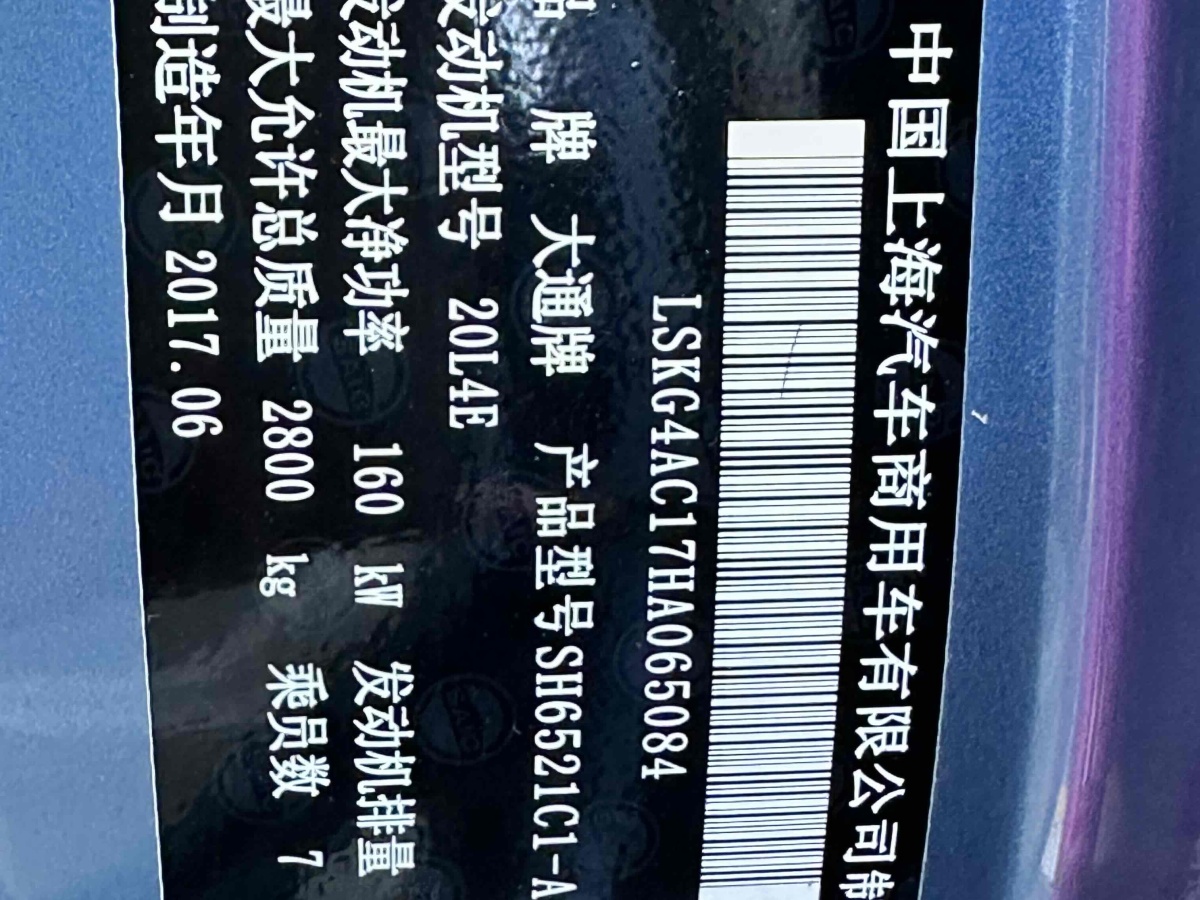 中国上海汽车商用车有限公司制
LSKG4AC17HA065084
品 牌 大通牌 产品型号SH6521C1-A
发动机型号 20L4E
发动机最大净功率 160 kW 发动机排量
最大允许总质量 2800 kg 乘员数 7
制造年月 2017.06